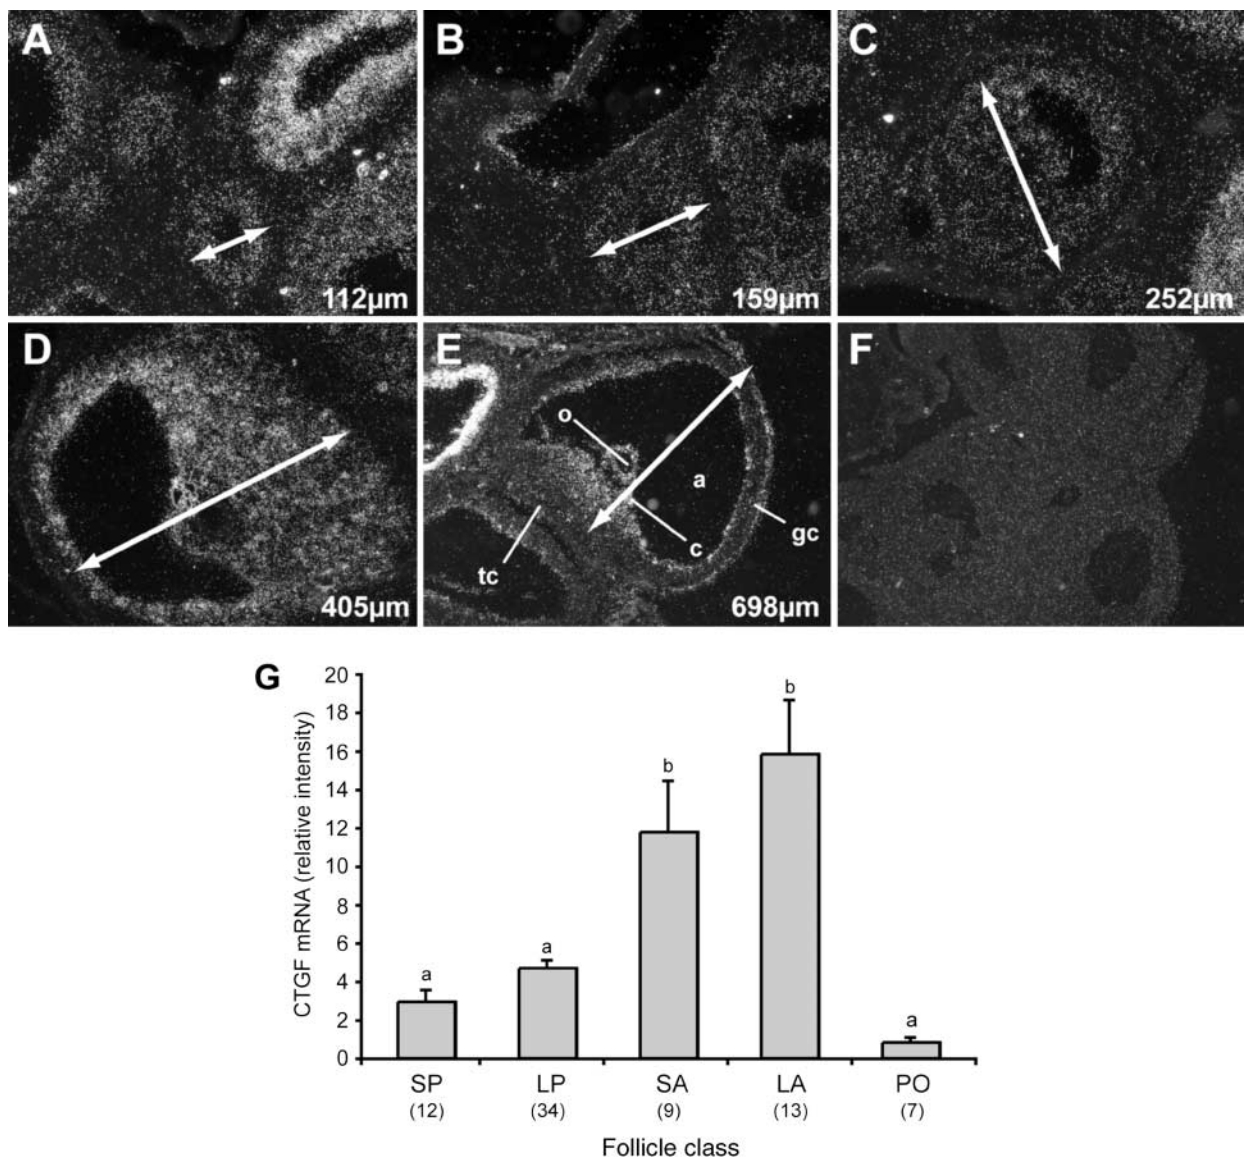 A
B
C
112µm
159µm
252µm
D
E
F
o
a
c
gc
tc
405µm
698µm
G
CTGF mRNA (relative intensity)
20
18
16
14
12
10
8
6
4
2
0
a
a
b
b
a
SP
LP
SA
LA
PO
(12)
(34)
(9)
(13)
(7)
Follicle class